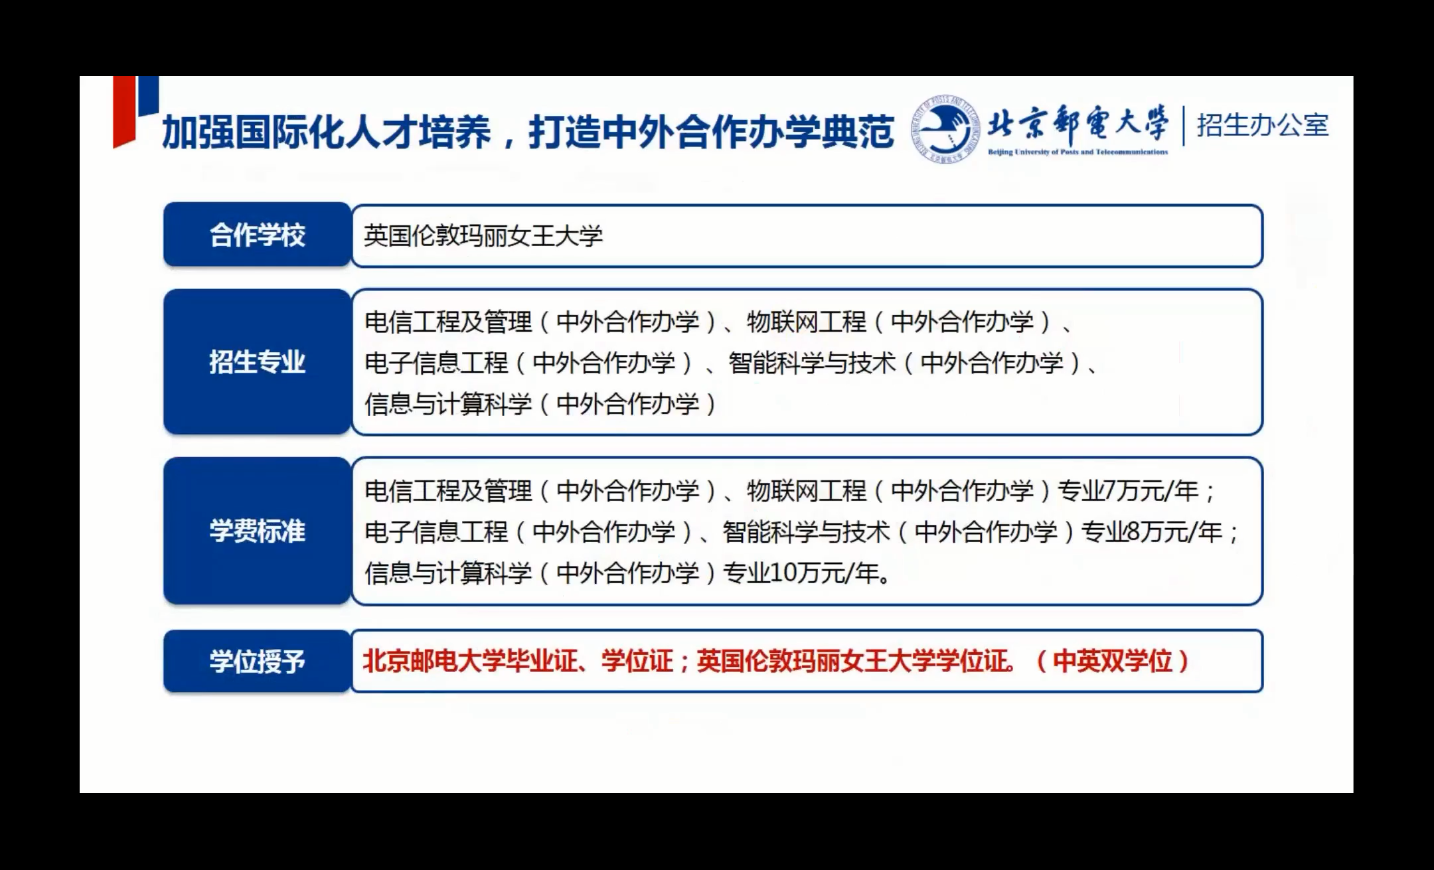 加强国际化人才培养，打造中外合作办学典范
北京郵電大學
Beijing University of Posts and Telecommunications
招生办公室
合作学校
英国伦敦玛丽女王大学
招生专业
电信工程及管理（中外合作办学）、物联网工程（中外合作办学）、
电子信息工程（中外合作办学）、智能科学与技术（中外合作办学）、
信息与计算科学（中外合作办学）
学费标准
电信工程及管理（中外合作办学）、物联网工程（中外合作办学）专业7万元/年；
电子信息工程（中外合作办学）、智能科学与技术（中外合作办学）专业8万元/年；
信息与计算科学（中外合作办学）专业10万元/年。
学位授予
北京邮电大学毕业证、学位证；英国伦敦玛丽女王大学学位证。（中英双学位）